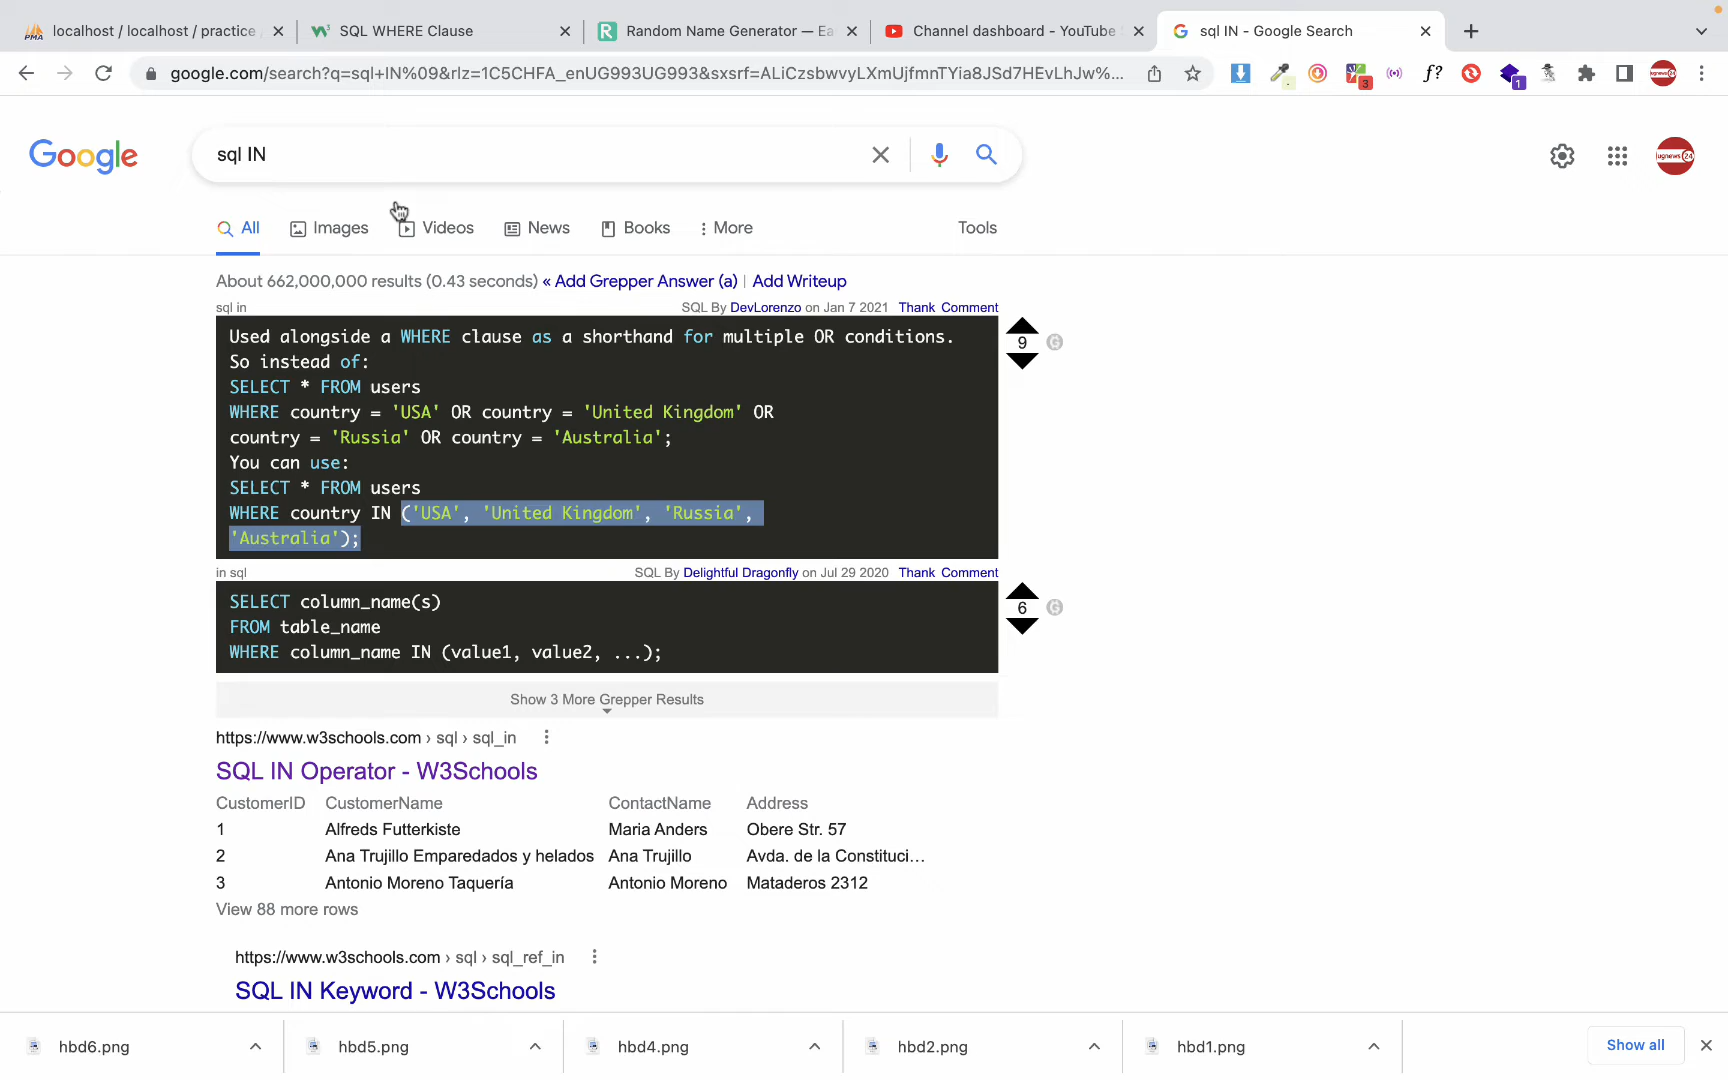 localhost / localhost / practice
SQL WHERE Clause
Random Name Generator — Ea
Channel dashboard - YouTube
sql IN - Google Search
google.com/search?q=sql+IN%09&rlz=1C5CHFA_enUG993UG993&sxsrf=ALiCzsbwvyLXmUjfmnTYia8JSd7HEvLhJw%...
3
f?
1
Google
sql IN
ugnews 24
All
Images
Videos
News
Books
More
Tools
About 662,000,000 results (0.43 seconds) « Add Grepper Answer (a) | Add Writeup
sql in
SQL By DevLorenzo on Jan 7 2021 Thank Comment
Used alongside a WHERE clause as a shorthand for multiple OR conditions.
So instead of:
SELECT * FROM users
WHERE country = 'USA' OR country = 'United Kingdom' OR
country = 'Russia' OR country = 'Australia';
You can use:
SELECT * FROM users
WHERE country IN ('USA', 'United Kingdom', 'Russia',
'Australia');
9
in sql
SQL By Delightful Dragonfly on Jul 29 2020 Thank Comment
SELECT column_name(s)
FROM table_name
WHERE column_name IN (value1, value2, ...);
6
Show 3 More Grepper Results
https://www.w3schools.com › sql › sql_in
SQL IN Operator - W3Schools
CustomerID CustomerName ContactName Address
1 Alfreds Futterkiste Maria Anders Obere Str. 57
2 Ana Trujillo Emparedados y helados Ana Trujillo Avda. de la Constituci...
3 Antonio Moreno Taquería Antonio Moreno Mataderos 2312
View 88 more rows
https://www.w3schools.com › sql › sql_ref_in
SQL IN Keyword - W3Schools
hbd6.png
hbd5.png
hbd4.png
hbd2.png
hbd1.png
Show all